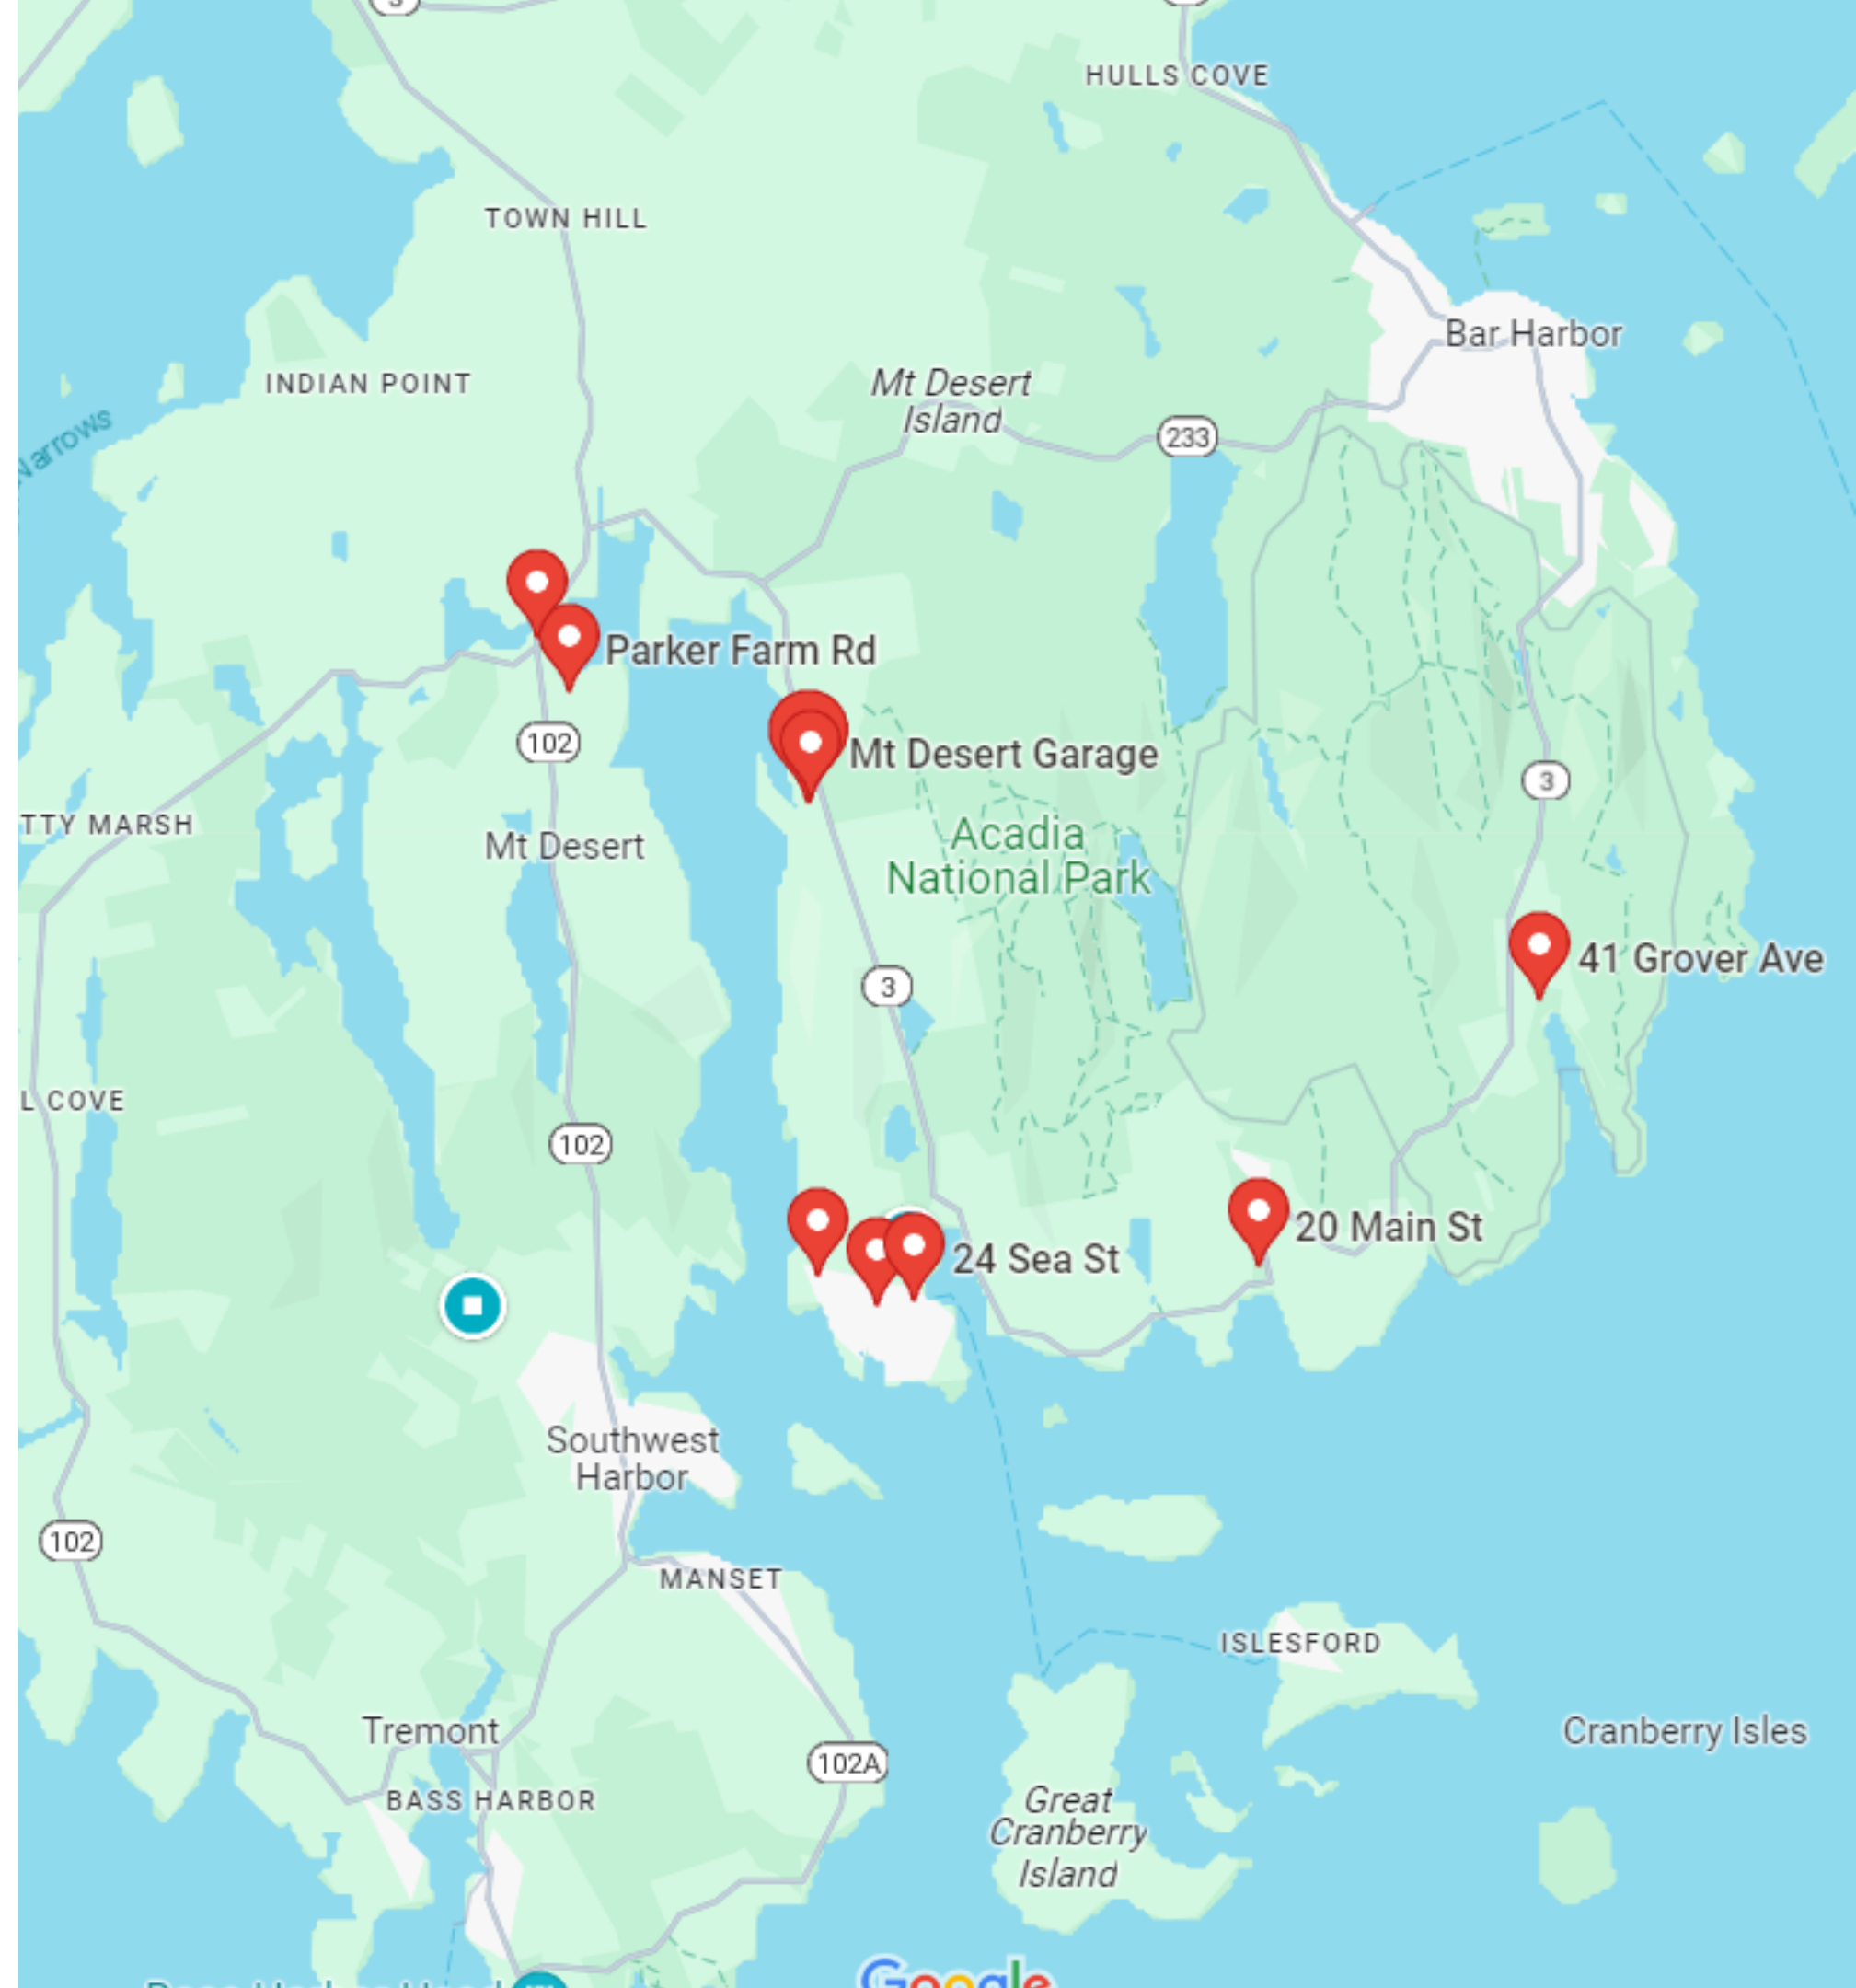 3
HULLS COVE
TOWN HILL
Bar Harbor
INDIAN POINT
Mt Desert
Island
Narrows
233
Parker Farm Rd
102
Mt Desert Garage
3
TTY MARSH
Mt Desert
Acadia
National Park
41 Grover Ave
3
L COVE
102
20 Main St
24 Sea St
Southwest
Harbor
102
MANSET
ISLESFORD
Tremont
Cranberry Isles
102A
BASS HARBOR
Great
Cranberry
Island
Google